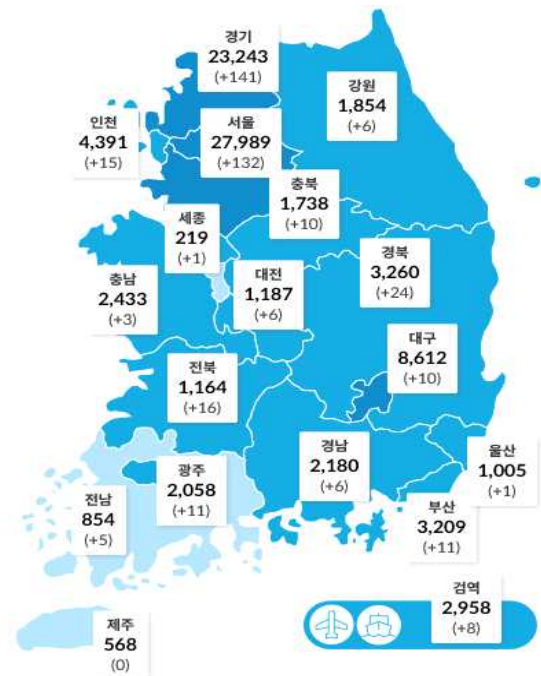 경기
23,243
(+141)
강원
1,854
(+6)
인천
4,391
(+15)
서울
27,989
(+132)
충북
1,738
(+10)
세종
219
(+1)
경북
3,260
(+24)
대전
1,187
(+6)
충남
2,433
(+3)
대구
8,612
(+10)
전북
1,164
(+16)
경남
2,180
(+6)
울산
1,005
(+1)
광주
2,058
(+11)
전남
854
(+5)
부산
3,209
(+11)
검역
2,958
(+8)
제주
568
(0)